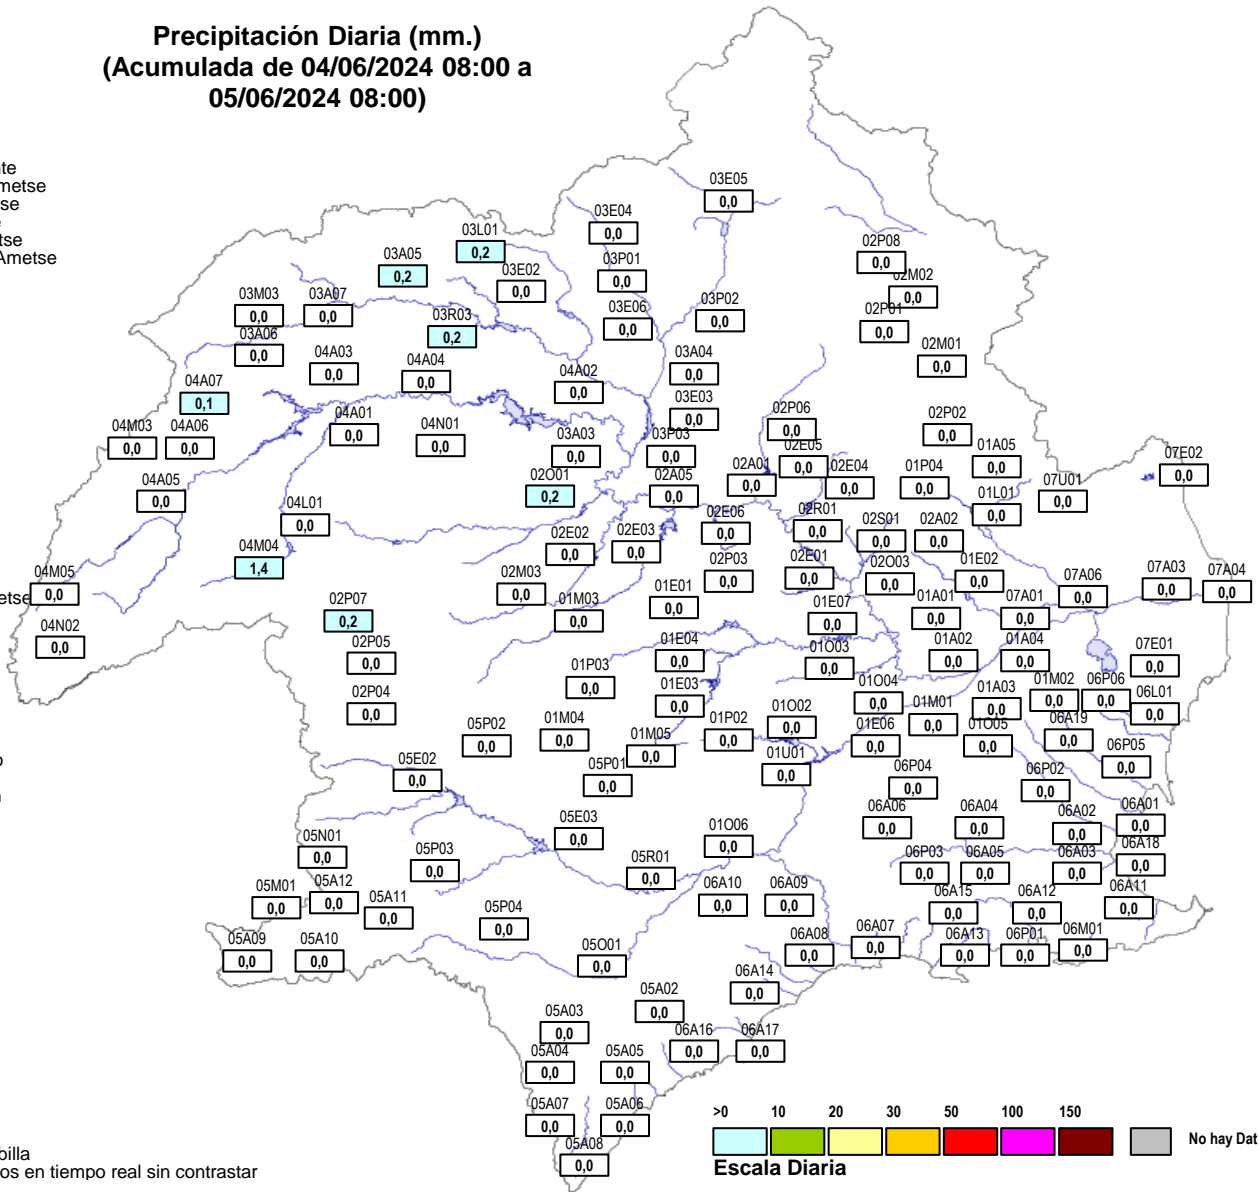 Precipitación Diaria (mm.)
(Acumulada de 04/06/2024 08:00 a
05/06/2024 08:00)
te
metse
se
tse
Ametse
03E05
0,0
03E04
0,0
03L01
0,2
03A05
0,2
03P01
0,0
03E02
0,0
02P08
0,0
02M02
0,0
03M03
0,0
03A07
0,0
03R03
0,2
03E06
0,0
03P02
0,0
02P01
0,0
03A06
0,0
04A03
0,0
04A04
0,0
04A02
0,0
03A04
0,0
02M01
0,0
04A07
0,1
03E03
0,0
04M03
0,0
04A06
0,0
04A01
0,0
04N01
0,0
03A03
0,0
03P03
0,0
02P06
0,0
02P02
0,0
02E05
0,0
01A05
0,0
07E02
0,0
04A05
0,0
02O01
0,2
02A05
0,0
02A01
0,0
02E04
0,0
01P04
0,0
07U01
0,0
04L01
0,0
01L01
0,0
02R01
0,0
02E06
0,0
02S01
0,0
02A02
0,0
04M04
1,4
02E02
0,0
02E03
0,0
04M05
0,0
etse
02M03
0,0
02P03
0,0
02E01
0,0
02O03
0,0
01E02
0,0
07A06
0,0
07A03
0,0
07A04
0,0
02P07
0,2
01M03
0,0
01E01
0,0
01E07
0,0
01A01
0,0
07A01
0,0
04N02
0,0
02P05
0,0
01E04
0,0
01O03
0,0
01A02
0,0
01A04
0,0
07E01
0,0
01P03
0,0
01E03
0,0
01O04
0,0
01M02
0,0
06P06
0,0
06L01
0,0
02P04
0,0
01A03
0,0
01M01
0,0
05P02
0,0
01M04
0,0
01M05
0,0
01P02
0,0
01O02
0,0
01E06
0,0
01O05
0,0
06A19
0,0
06P05
0,0
05E02
0,0
05P01
0,0
01U01
0,0
06P04
0,0
06P02
0,0
05E03
0,0
01O06
0,0
06A06
0,0
06A04
0,0
06A02
0,0
06A01
0,0
05N01
0,0
05P03
0,0
05R01
0,0
06P03
0,0
06A05
0,0
06A03
0,0
06A18
0,0
05M01
0,0
05A12
0,0
05A11
0,0
06A10
0,0
06A09
0,0
06A15
0,0
06A12
0,0
06A11
0,0
05A09
0,0
05A10
0,0
05P04
0,0
05O01
0,0
06A08
0,0
06A07
0,0
06A13
0,0
06P01
0,0
06M01
0,0
06A14
0,0
05A02
0,0
05A03
0,0
06A16
0,0
06A17
0,0
05A04
0,0
05A05
0,0
05A07
0,0
05A06
0,0
05A08
0,0
>0 10 20 30 50 100 150
No hay Dat
Escala Diaria
billa
os en tiempo real sin contrastar